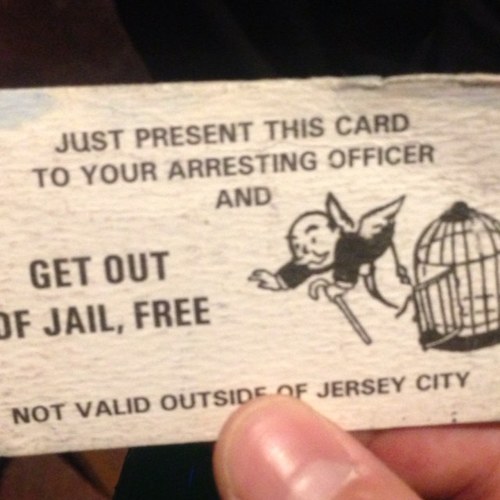 JUST PRESENT THIS CARD
TO YOUR ARRESTING OFFICER
AND
GET OUT
OF JAIL, FREE
NOT VALID OUTSIDE OF JERSEY CITY